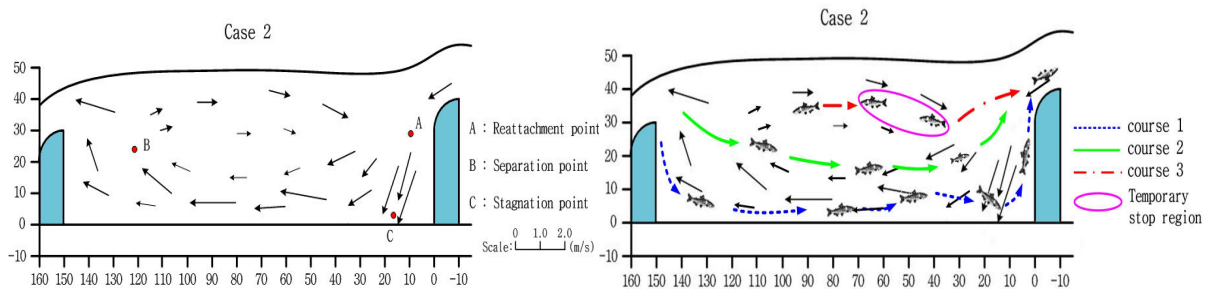 Case 2
50
40
30
20
10
0
-10
160 150 140 130 120 110 100 90 80 70 60 50 40 30 20 10 0 -10
A
B
C
A : Reattachment point
B : Separation point
C : Stagnation point
0 1.0 2.0
Scale: (m/s)
Case 2
50
40
30
20
10
0
-10
160 150 140 130 120 110 100 90 80 70 60 50 40 30 20 10 0 -10
course 1
course 2
course 3
Temporary
stop region